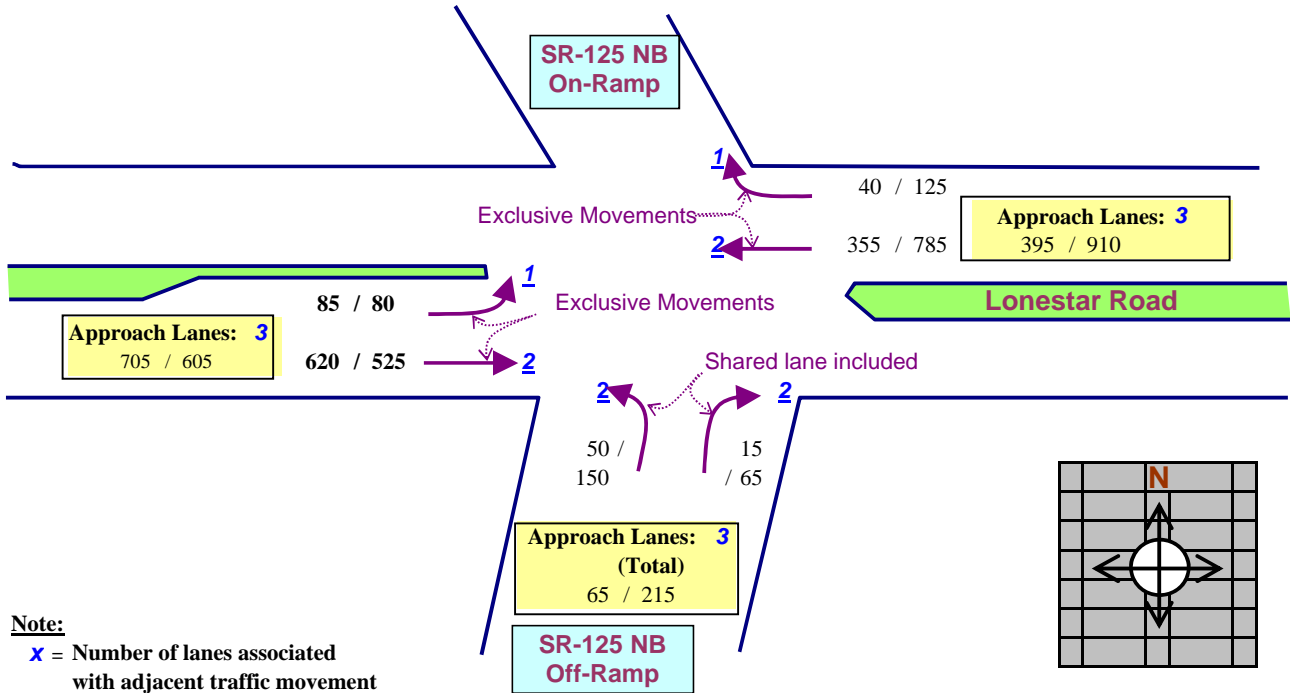 SR-125 NB
On-Ramp
1
40 / 125
Exclusive Movements
Approach Lanes: 3
395 / 910
2
355 / 785
1
85 / 80
Exclusive Movements
Lonestar Road
Approach Lanes: 3
705 / 605
620 / 525
2
Shared lane included
2
2
50 /
150
15
/ 65
N
Approach Lanes: 3
(Total)
65 / 215
SR-125 NB
Off-Ramp
Note:
x = Number of lanes associated
with adjacent traffic movement